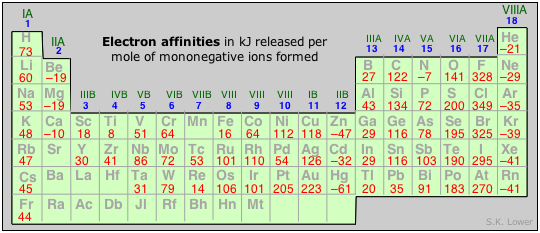 IA VIIIA
1 18
H IIA Electron affinities in kJ released per IIIA IVA VA VIA VIIA He
73 2 mole of mononegative ions formed 13 14 15 16 17 –21
Li Be B C N O F Ne
60 –19 27 122 –7 141 328 –29
Na Mg IIIB IVB VB VIB VIIB VIII VIII VIII IB IIB Al Si P S Cl Ar
53 –19 3 4 5 6 7 8 9 10 11 12 43 134 72 200 349 –35
K Ca Sc Ti V Cr Mn Fe Co Ni Cu Zn Ga Ge As Se Br Kr
48 –10 18 8 51 64 16 64 112 118 –47 29 116 78 195 325 –39
Rb Sr Y Zr Nb Mo Tc Ru Rh Pd Ag Cd In Sn Sb Te I Xe
47 30 41 86 72 53 101 110 54 126 –32 29 116 103 190 295 –41
Cs Ba La Hf Ta W Re Os Ir Pt Au Hg Tl Pb Bi Po At Rn
45 31 79 14 106 101 205 223 –61 20 35 91 183 270 –41
Fr Ra Ac Db Jl Rf Bh Hn Mt
44 S.K. Lower